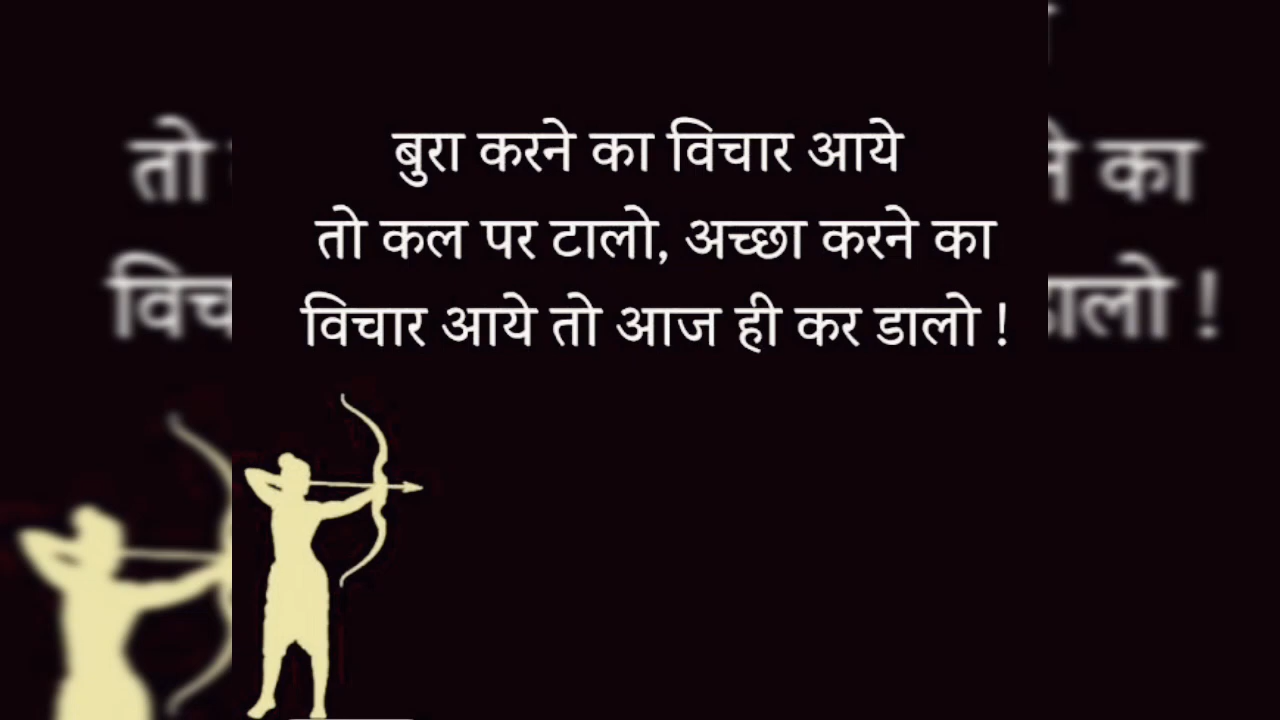 बुरा करने का विचार आये
तो कल पर टालो, अच्छा करने का
विचार आये तो आज ही कर डालो !